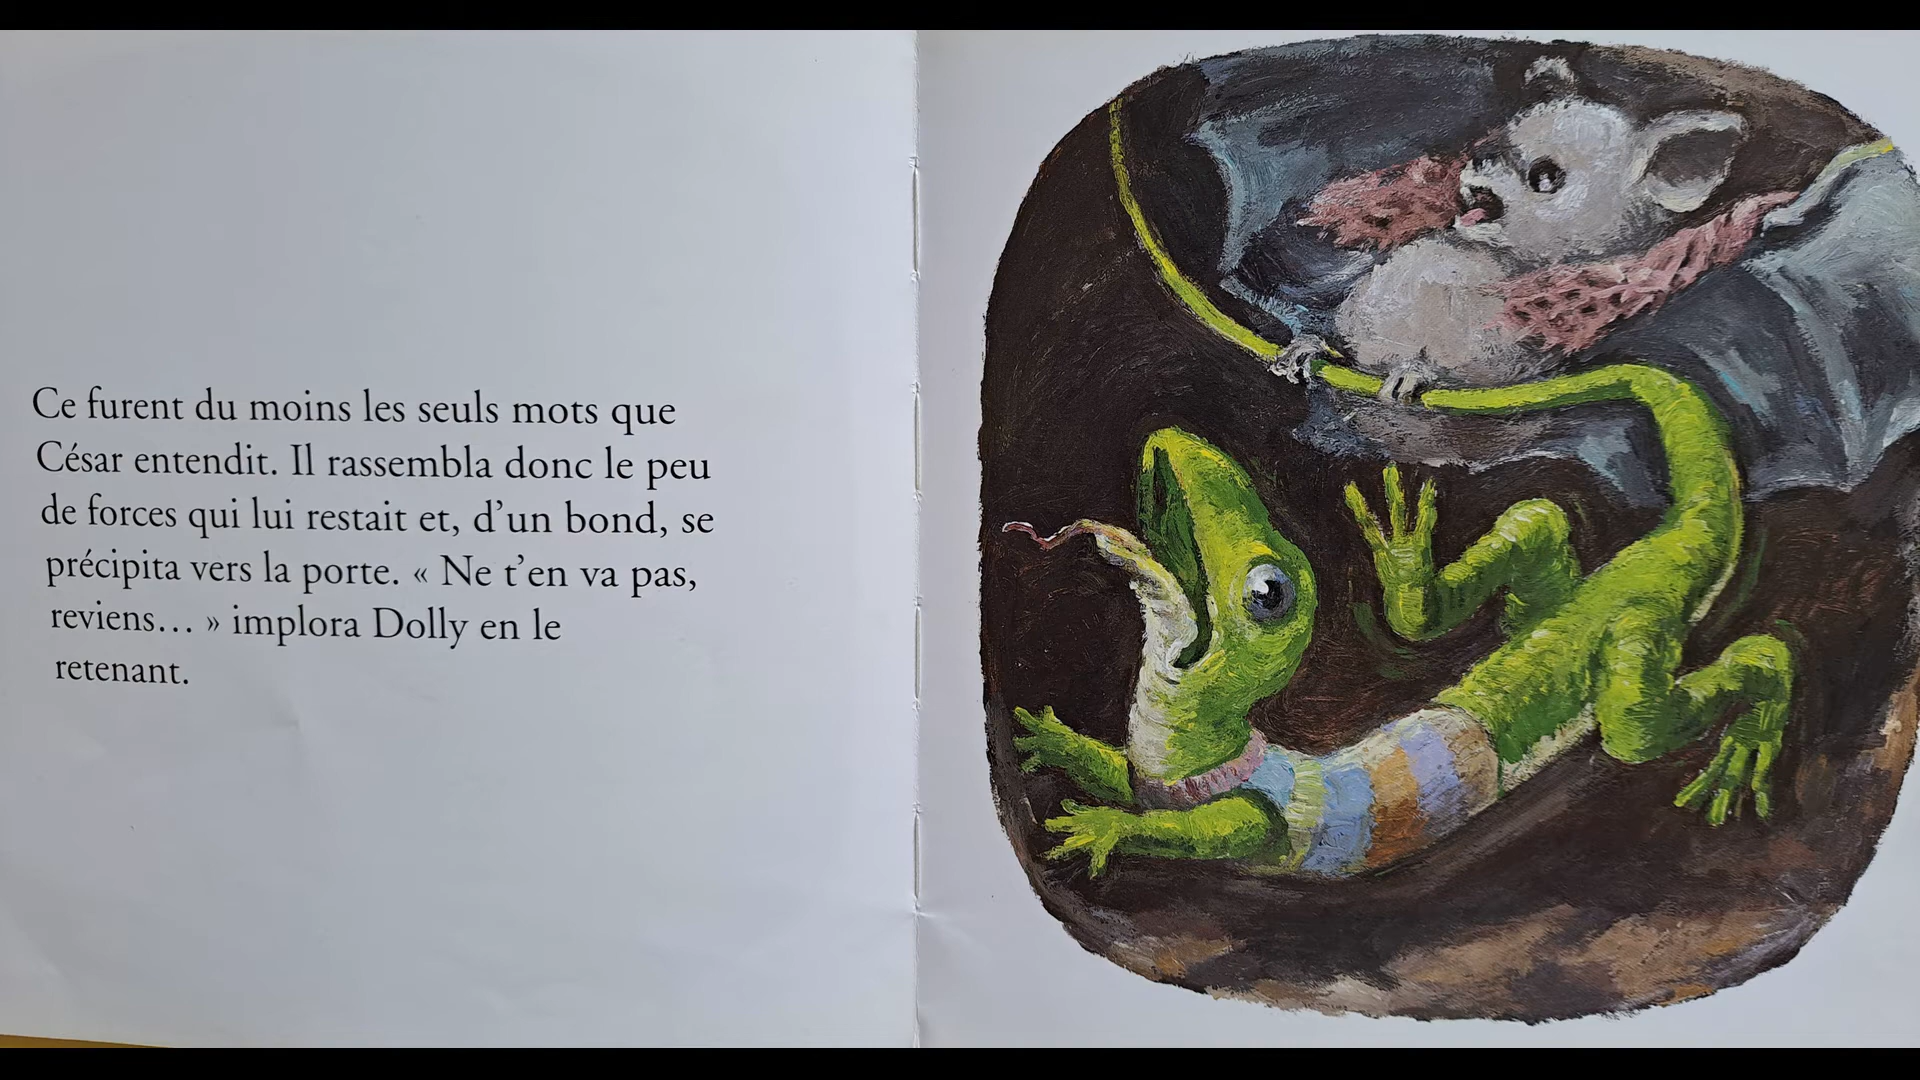 Ce furent du moins les seuls mots que
César entendit. Il rassembla donc le peu
de forces qui lui restait et, d'un bond, se
précipita vers la porte. « Ne t'en va pas,
reviens... » implora Dolly en le
retenant.